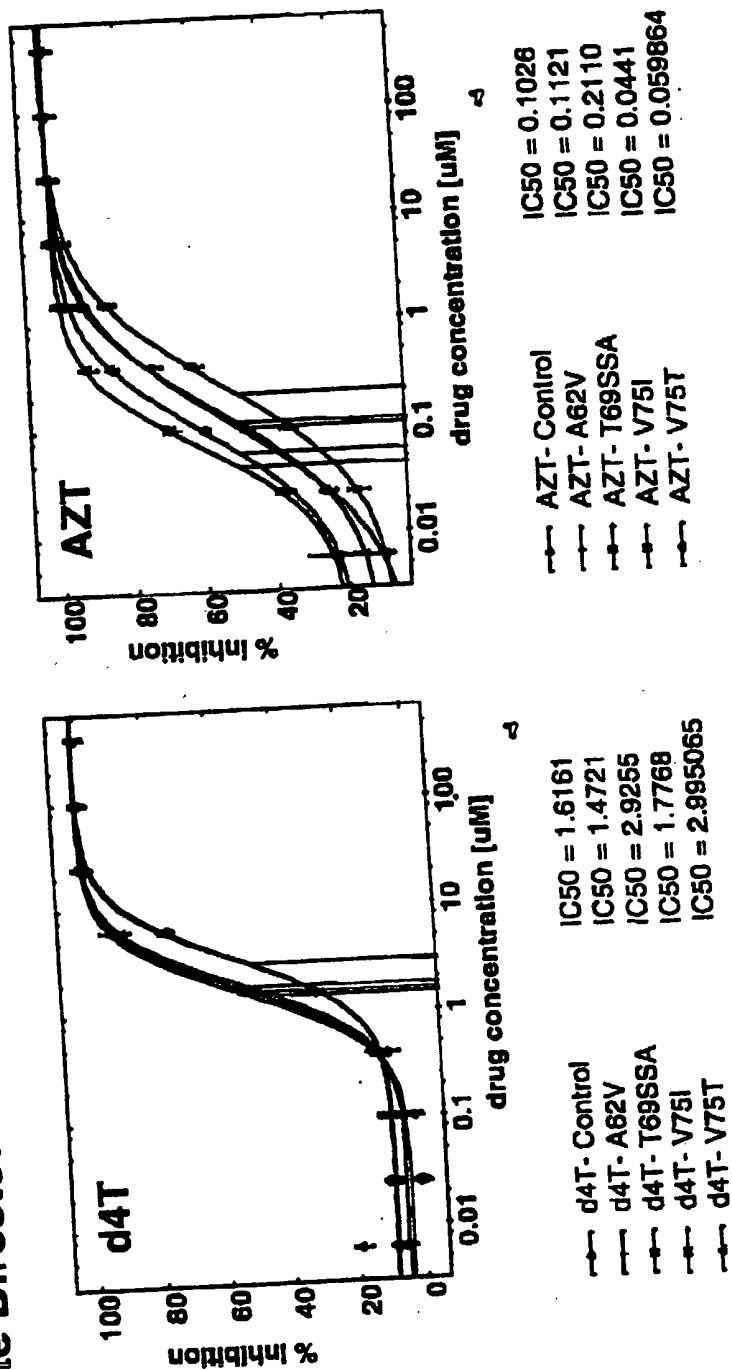 d4T
% Inhibition
100
80
60
40
20
0
0.01
0.1
1
10
100
drug concentration [uM]
d4T- Control IC50 = 1.6161
d4T- A62V IC50 = 1.4721
d4T- T69SSA IC50 = 2.9255
d4T- V75I IC50 = 1.7768
d4T- V75T IC50 = 2.995065
AZT
% Inhibition
100
80
60
40
20
0.01
0.1
1
10
100
drug concentration [uM]
AZT- Control IC50 = 0.1026
AZT- A62V IC50 = 0.1121
AZT- T69SSA IC50 = 0.2110
AZT- V75I IC50 = 0.0441
AZT- V75T IC50 = 0.059864